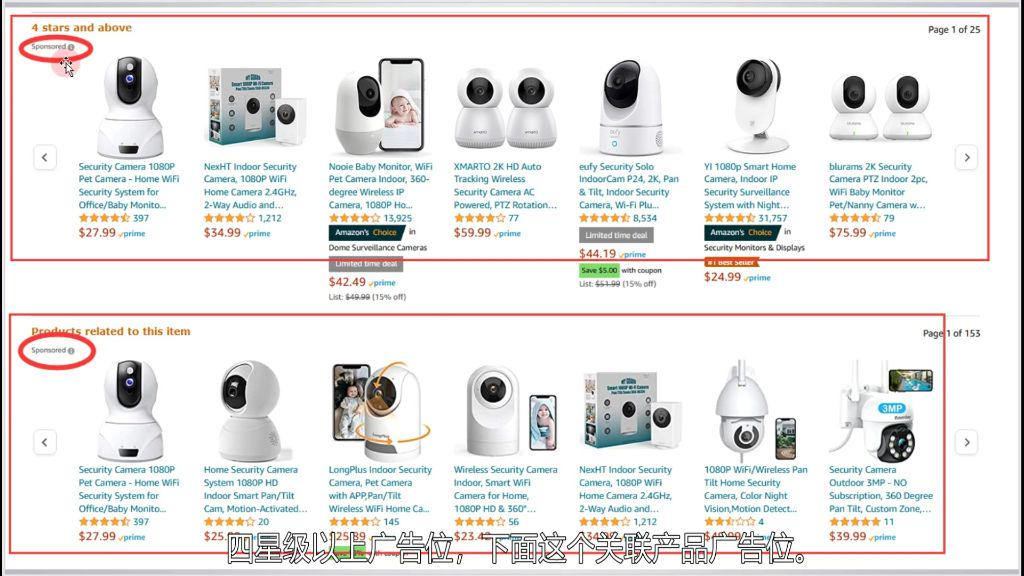 4 stars and above
Page 1 of 25
Sponsored
Security Camera 1080P
Pet Camera - Home WiFi
Security System for
Office/Baby Monito...
397
$27.99 prime
NexHT Indoor Security
Camera, 1080P WiFi
Home Camera 2.4GHz,
2-Way Audio and...
1,212
$34.99 prime
Nooie Baby Monitor, WiFi
Pet Camera Indoor, 360-
degree Wireless IP
Camera, 1080P Ho...
13,925
Amazon's Choice in
Dome Surveillance Cameras
Limited time deal
$42.49 prime
List: $49.99 (15% off)
XMARTO 2K HD Auto
Tracking Wireless
Security Camera AC
Powered, PTZ Rotation...
77
$59.99 prime
eufy Security Solo
IndoorCam P24, 2K, Pan
& Tilt, Indoor Security
Camera, Wi-Fi Plu...
8,534
Limited time deal
$44.19 prime
Save $5.00 with coupon
List: $51.99 (15% off)
YI 1080p Smart Home
Camera, Indoor IP
Security Surveillance
System with Night...
31,757
Amazon's Choice in
Security Monitors & Displays
#1 Best Seller
$24.99 prime
blurams 2K Security
Camera PTZ Indoor 2pc,
WiFi Baby Monitor
Pet/Nanny Camera w...
79
$75.99 prime
Products related to this item
Page 1 of 153
Sponsored
3MP
Security Camera 1080P
Pet Camera - Home WiFi
Security System for
Office/Baby Monito...
397
$27.99 prime
Home Security Camera
System 1080P HD
Indoor Smart Pan/Tilt
Cam, Motion-Activated...
20
LongPlus Indoor Security
Camera, Pet Camera
with APP,Pan/Tilt
Wireless WiFi Home Ca...
145
Wireless Security Camera
Indoor, Smart WiFi
Camera for Home,
1080P HD & 360°...
56
NexHT Indoor Security
Camera, 1080P WiFi
Home Camera 2.4GHz,
2-Way Audio and...
1,212
1080P WiFi/Wireless Pan
Tilt Home Security
Camera, Color Night
Vision,Motion Detect...
4
Security Camera
Outdoor 3MP - NO
Subscription, 360 Degree
Pan Tilt, Custom Zone,...
11
$39.99 prime
四星级以上广告位，下面这个关联产品广告位。